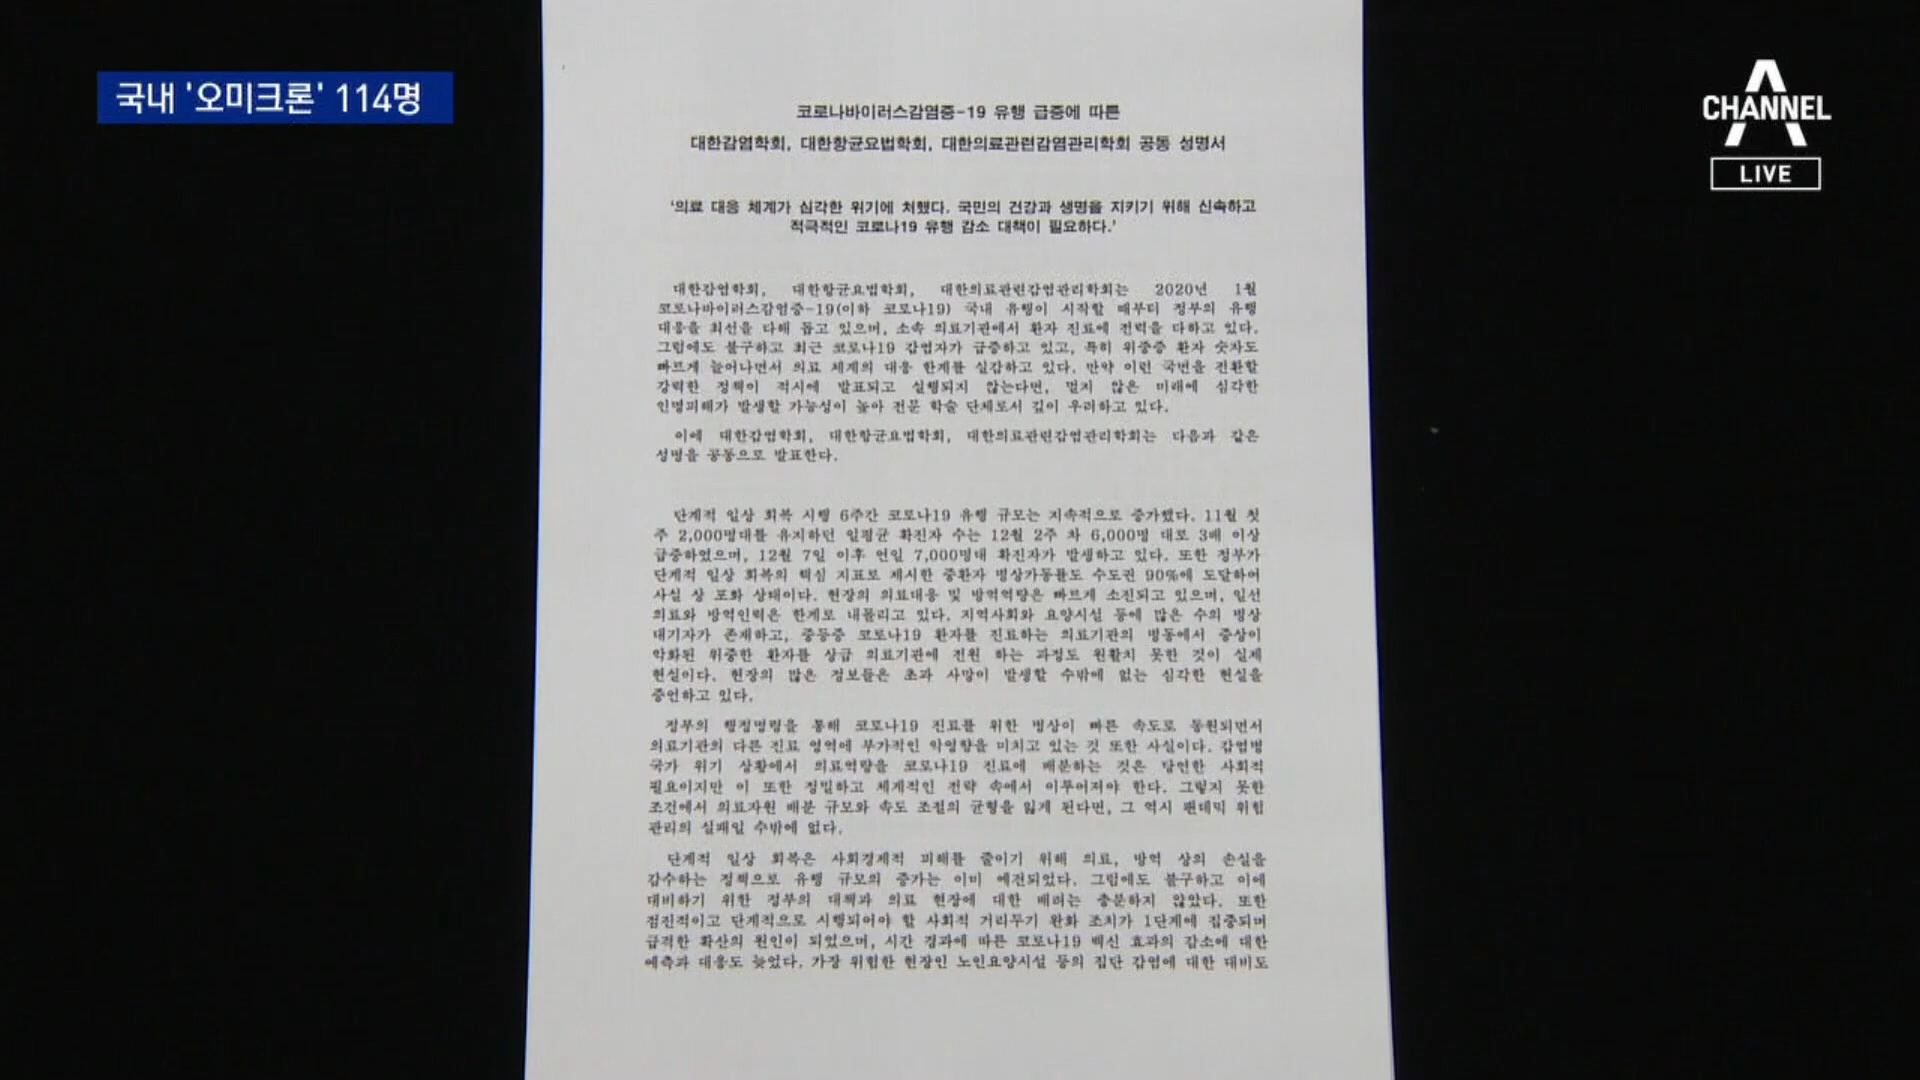 국내 '오미크론' 114명
CHANNEL A
LIVE
코로나바이러스감염증-19 유행 급증에 따른
대한감염학회, 대한항균요법학회, 대한의료관련감염관리학회 공동 성명서
'의료 대응 체계가 심각한 위기에 처했다. 국민의 건강과 생명을 지키기 위해 신속하고
적극적인 코로나19 유행 감소 대책이 필요하다.'
대한감염학회, 대한항균요법학회, 대한의료관련감염관리학회는 2020년 1월
코로나바이러스감염증-19(이하 코로나19) 국내 유행이 시작할 때부터 정부의 유행
대응을 최선을 다해 돕고 있으며, 소속 의료기관에서 환자 진료에 전력을 다하고 있다.
그럼에도 불구하고 최근 코로나19 감염자가 급증하고 있고, 특히 위중증 환자 숫자도
빠르게 늘어나면서 의료 체계의 대응 한계를 실감하고 있다. 만약 이런 국면을 전환할
강력한 정책이 적시에 발표되고 실행되지 않는다면, 멀지 않은 미래에 심각한
인명피해가 발생할 가능성이 높아 전문 학술 단체로서 깊이 우려하고 있다.
이에 대한감염학회, 대한항균요법학회, 대한의료관련감염관리학회는 다음과 같은
성명을 공동으로 발표한다.
단계적 일상 회복 시행 6주간 코로나19 유행 규모는 지속적으로 증가했다. 11월 첫
주 2,000명대를 유지하던 일평균 확진자 수는 12월 2주 차 6,000명 대로 3배 이상
급증하였으며, 12월 7일 이후 연일 7,000명대 확진자가 발생하고 있다. 또한 정부가
단계적 일상 회복의 핵심 지표로 제시한 중환자 병상가동률도 수도권 90%에 도달하여
사실 상 포화 상태이다. 현장의 의료대응 및 방역역량은 빠르게 소진되고 있으며, 일선
의료와 방역인력은 한계로 내몰리고 있다. 지역사회와 요양시설 등에 많은 수의 병상
대기자가 존재하고, 중등증 코로나19 환자를 진료하는 의료기관의 병동에서 증상이
악화된 위중한 환자를 상급 의료기관에 전원 하는 과정도 원활치 못한 것이 실제
현실이다. 현장의 많은 정보들은 초과 사망이 발생할 수밖에 없는 심각한 현실을
증언하고 있다.
정부의 행정명령을 통해 코로나19 진료를 위한 병상이 빠른 속도로 동원되면서
의료기관의 다른 진료 영역에 부가적인 악영향을 미치고 있는 것 또한 사실이다. 감염병
국가 위기 상황에서 의료역량을 코로나19 진료에 배분하는 것은 당연한 사회적
필요이지만 이 또한 정밀하고 체계적인 전략 속에서 이루어져야 한다. 그렇지 못한
조건에서 의료자원 배분 규모와 속도 조절의 균형을 잃게 된다면, 그 역시 팬데믹 위험
관리의 실패일 수밖에 없다.
단계적 일상 회복은 사회경제적 피해를 줄이기 위해 의료, 방역 상의 손실을
감수하는 정책으로 유행 규모의 증가는 이미 예견되었다. 그럼에도 불구하고 이에
대비하기 위한 정부의 대책과 의료 현장에 대한 배려는 충분하지 않았다. 또한
점진적이고 단계적으로 시행되어야 할 사회적 거리두기 완화 조치가 1단계에 집중되며
급격한 확산의 원인이 되었으며, 시간 경과에 따른 코로나19 백신 효과의 감소에 대한
예측과 대응도 늦었다. 가장 위험한 현장인 노인요양시설 등의 집단 감염에 대한 대비도